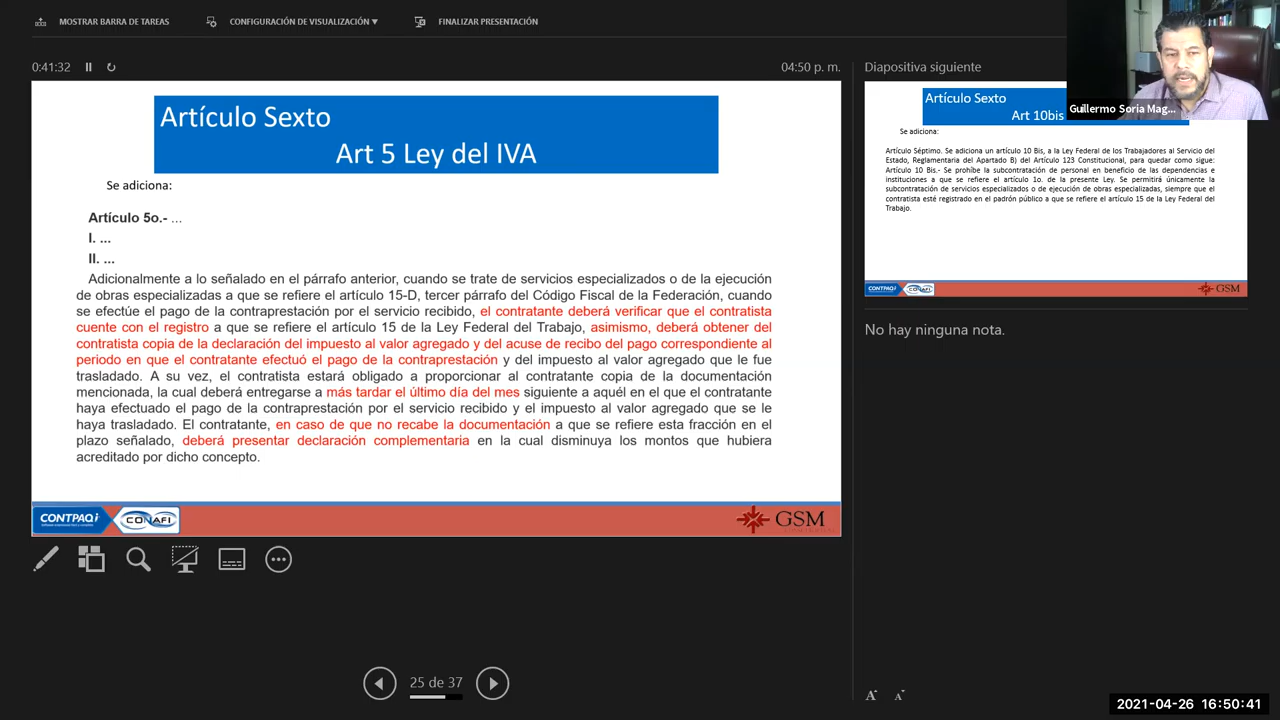 MOSTRAR BARRA DE TAREAS
CONFIGURACIÓN DE VISUALIZACIÓN ▼
FINALIZAR PRESENTACIÓN
0:41:32
04:50 p. m.
Artículo Sexto
Art 5 Ley del IVA
Se adiciona:
Artículo 5o.- ...
I. ...
II. ...
Adicionalmente a lo señalado en el párrafo anterior, cuando se trate de servicios especializados o de la ejecución
de obras especializadas a que se refiere el artículo 15-D, tercer párrafo del Código Fiscal de la Federación, cuando
se efectúe el pago de la contraprestación por el servicio recibido, el contratante deberá verificar que el contratista
cuente con el registro a que se refiere el artículo 15 de la Ley Federal del Trabajo, asimismo, deberá obtener del
contratista copia de la declaración del impuesto al valor agregado y del acuse de recibo del pago correspondiente al
periodo en que el contratante efectuó el pago de la contraprestación y del impuesto al valor agregado que le fue
trasladado. A su vez, el contratista estará obligado a proporcionar al contratante copia de la documentación
mencionada, la cual deberá entregarse a más tardar el último día del mes siguiente a aquél en el que el contratante
haya efectuado el pago de la contraprestación por el servicio recibido y el impuesto al valor agregado que se le
haya trasladado. El contratante, en caso de que no recabe la documentación a que se refiere esta fracción en el
plazo señalado, deberá presentar declaración complementaria en la cual disminuya los montos que hubiera
acreditado por dicho concepto.
CONTPAQi
CONAFI
GSM
25 de 37
Diapositiva siguiente
Guillermo Soria Mag...
Artículo Sexto
Art 10bis
Se adiciona:
Artículo Séptimo. Se adiciona un artículo 10 Bis, a la Ley Federal de los Trabajadores al Servicio del
Estado, Reglamentaria del Apartado B) del Artículo 123 Constitucional, para quedar como sigue:
Artículo 10 Bis.- Se prohíbe la subcontratación de personal en beneficio de las dependencias e
instituciones a que se refiere el artículo 1o. de la presente Ley. Se permitirá únicamente la
subcontratación de servicios especializados o de ejecución de obras especializadas, siempre que el
contratista esté registrado en el padrón público a que se refiere el artículo 15 de la Ley Federal del
Trabajo.
CONTPAQi
CONAFI
GSM
No hay ninguna nota.
A A
2021-04-26 16:50:41